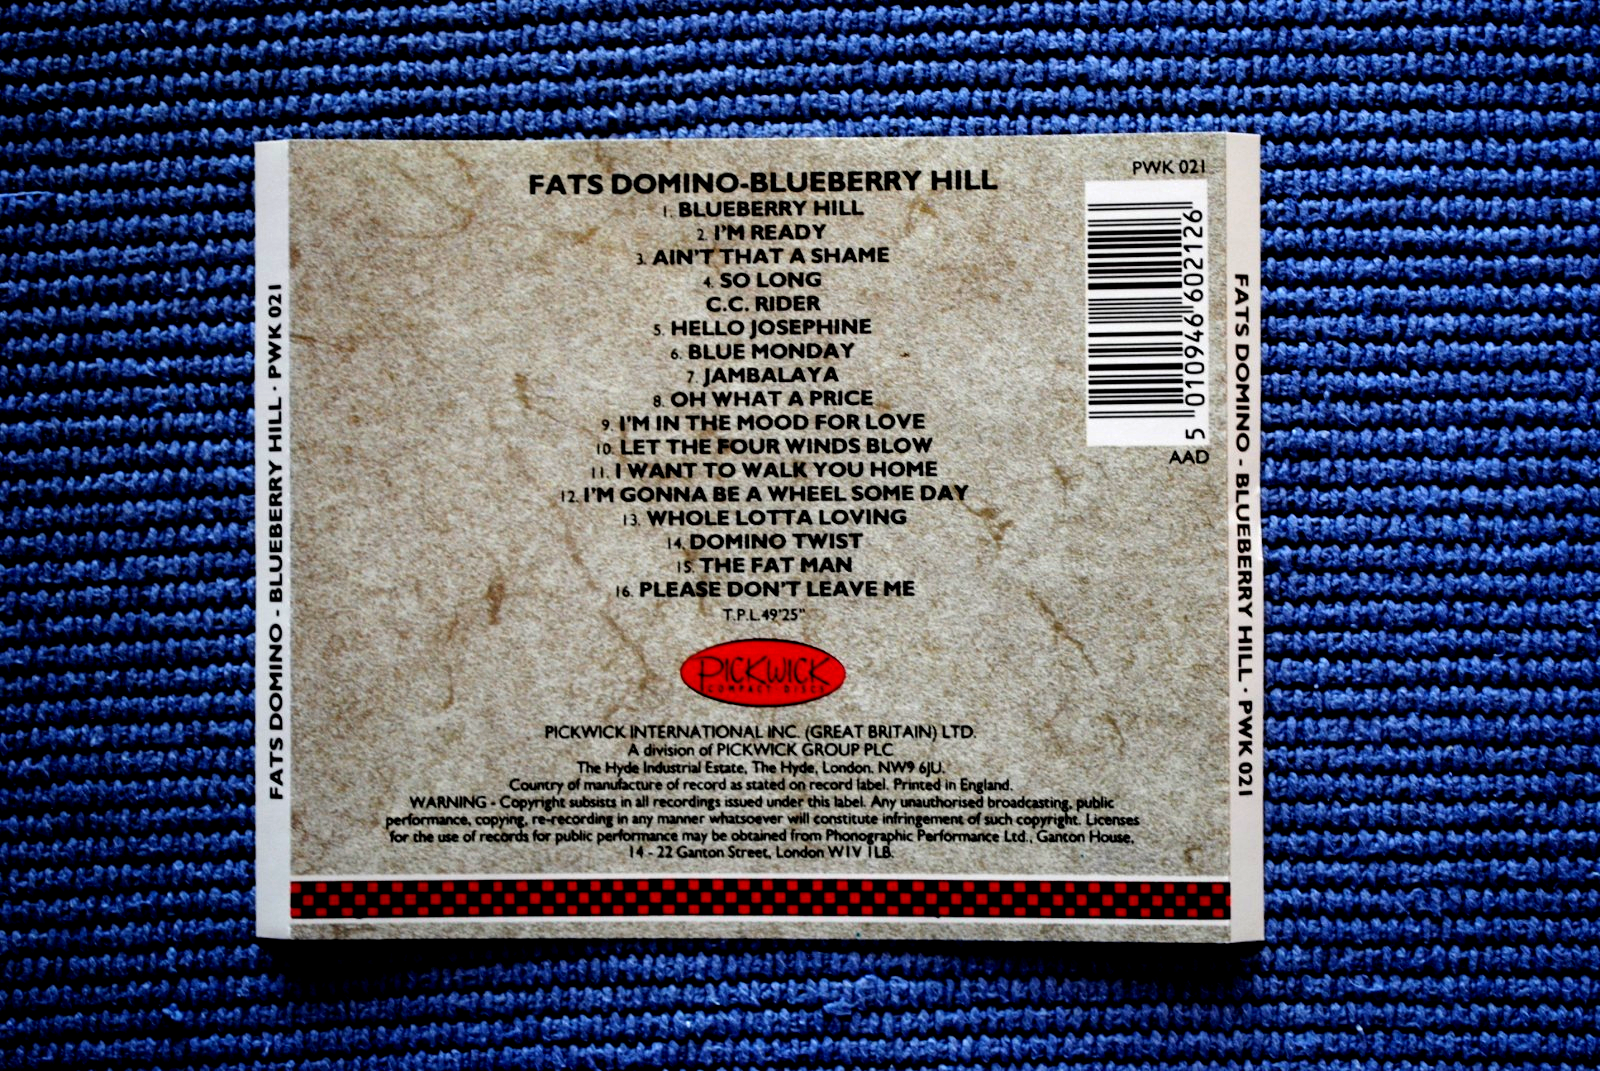 FATS DOMINO-BLUEBERRY HILL
1. BLUEBERRY HILL
2. I'M READY
3. AIN'T THAT A SHAME
4. SO LONG
C.C. RIDER
5. HELLO JOSEPHINE
6. BLUE MONDAY
7. JAMBALAYA
8. OH WHAT A PRICE
9. I'M IN THE MOOD FOR LOVE
10. LET THE FOUR WINDS BLOW
11. I WANT TO WALK YOU HOME
12. I'M GONNA BE A WHEEL SOME DAY
13. WHOLE LOTTA LOVING
14. DOMINO TWIST
15. THE FAT MAN
16. PLEASE DON'T LEAVE ME
T.P.L. 49'25"
PICKWICK
COMPACT DISCS
PICKWICK INTERNATIONAL INC. (GREAT BRITAIN) LTD.
A division of PICKWICK GROUP PLC
The Hyde Industrial Estate, The Hyde, London. NW9 6JU.
Country of manufacture of record as stated on record label. Printed in England.
WARNING - Copyright subsists in all recordings issued under this label. Any unauthorised broadcasting, public
performance, copying, re-recording in any manner whatsoever will constitute infringement of such copyright. Licences
for the use of records for public performance may be obtained from Phonographic Performance Ltd., Ganton House,
14 - 22 Ganton Street, London W1V 1LB.
PWK 021
5 010946 602126
AAD
FATS DOMINO - BLUEBERRY HILL · PWK 021
FATS DOMINO - BLUEBERRY HILL · PWK 021